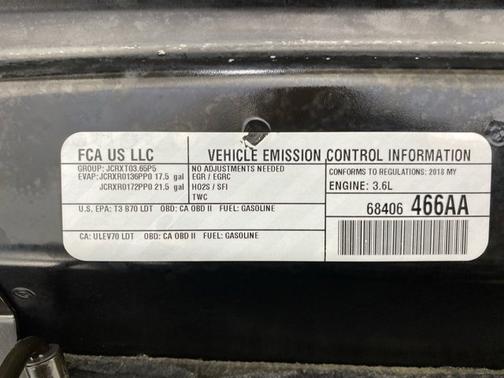 FCA US LLC
VEHICLE EMISSION CONTROL INFORMATION
GROUP: JCRXT03.65P5
EVAP: JCRXR0136PP0 17.5 gal
JCRXR0172PP0 21.5 gal
NO ADJUSTMENTS NEEDED
EGR / EGRC
HO2S / SFI
TWC
CONFORMS TO REGULATIONS: 2018 MY
ENGINE: 3.6L
U.S. EPA: T3 B70 LDT OBD: CA OBD II FUEL: GASOLINE
68406 466AA
CA: ULEV70 LDT OBD: CA OBD II FUEL: GASOLINE